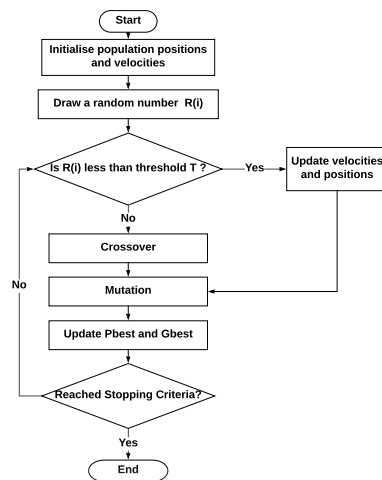 Start
Initialise population positions
and velocities
Draw a random number R(i)
Is R(i) less than threshold T ?
Yes
Update velocities
and positions
No
Crossover
No
Mutation
Update Pbest and Gbest
Reached Stopping Criteria?
Yes
End